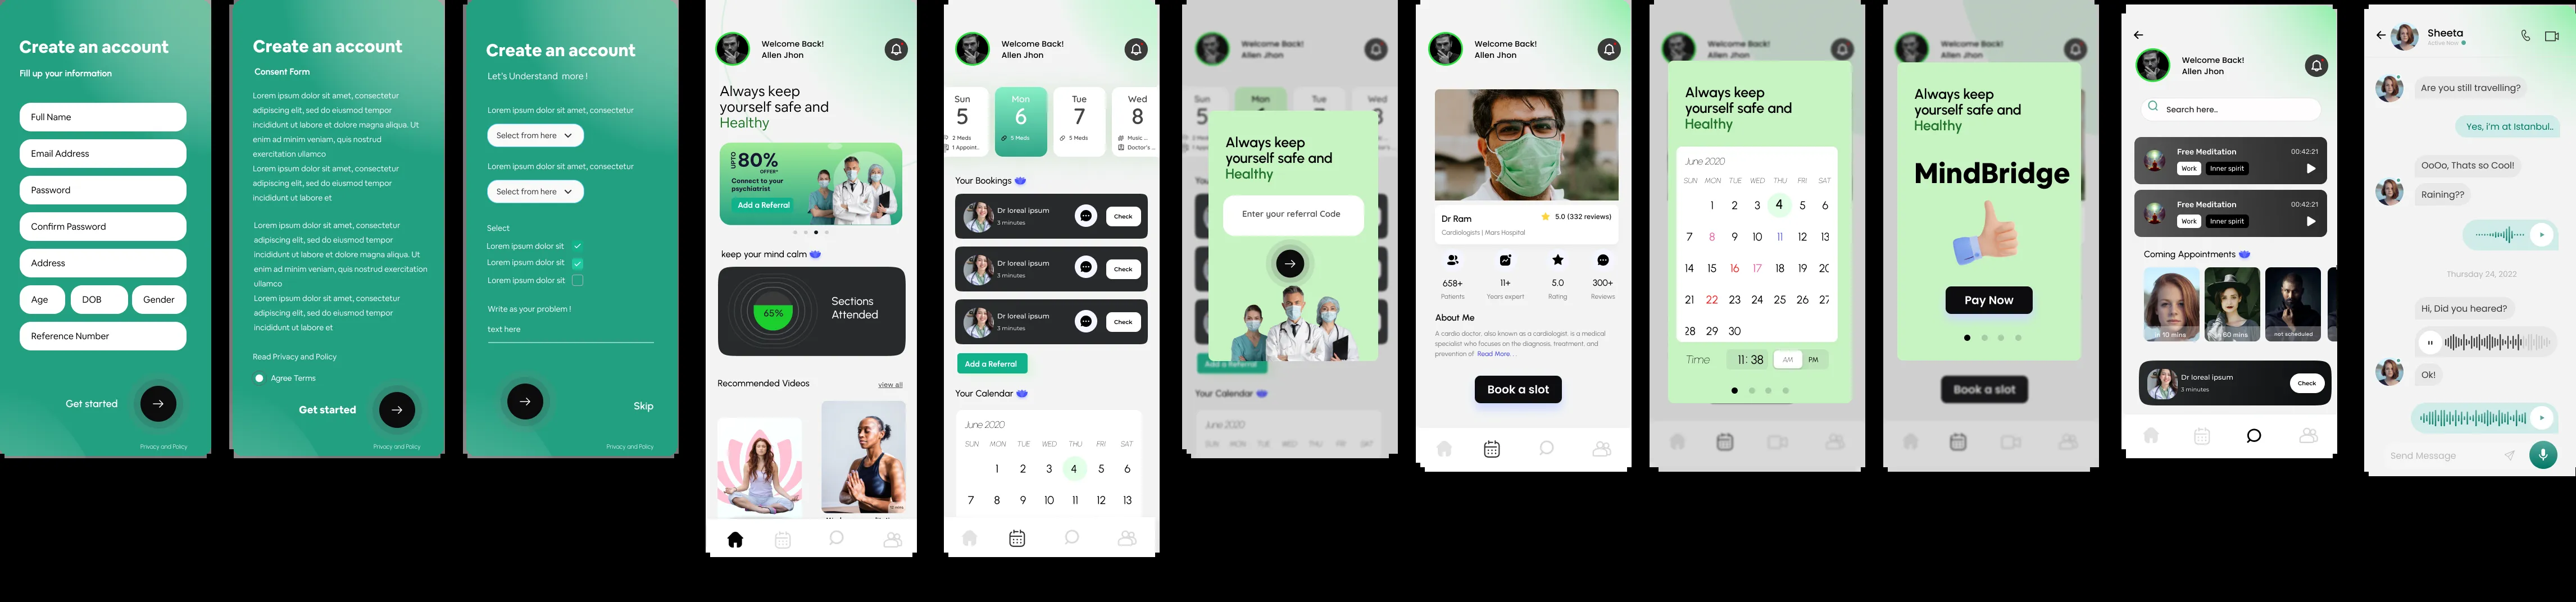 Create an account
Fill up your information
Full Name
Email Address
Password
Confirm Password
Address
Age
DOB
Gender
Reference Number
Get started
Privacy and Policy
Create an account
Consent Form
Lorem ipsum dolor sit amet, consectetur
adipiscing elit, sed do eiusmod tempor
incididunt ut labore et dolore magna aliqua. Ut
enim ad minim veniam, quis nostrud
exercitation ullamco
Lorem ipsum dolor sit amet, consectetur
adipiscing elit, sed do eiusmod tempor
incididunt ut labore et
Lorem ipsum dolor sit amet, consectetur
adipiscing elit, sed do eiusmod tempor
incididunt ut labore et dolore magna aliqua. Ut
enim ad minim veniam, quis nostrud exercitation
ullamco
Lorem ipsum dolor sit amet, consectetur
adipiscing elit, sed do eiusmod tempor
incididunt ut labore et
Read Privacy and Policy
Agree Terms
Get started
Privacy and Policy
Create an account
Let's Understand more !
Lorem ipsum dolor sit amet, consectetur
Select from here
Lorem ipsum dolor sit amet, consectetur
Select from here
Select
Lorem ipsum dolor sit
Lorem ipsum dolor sit
Lorem ipsum dolor sit
Write as your problem !
text here
Skip
Privacy and Policy
Welcome Back!
Allen Jhon
Always keep
yourself safe and
Healthy
UPTO
80%
OFFER*
Connect to your
psychiatrist
Add a Referral
keep your mind calm
65%
Sections
Attended
Recommended Videos
view all
Welcome Back!
Allen Jhon
Sun
5
2 Meds
1 Appoint..
Mon
6
5 Meds
Tue
7
5 Meds
Wed
8
Music ...
Doctor's ...
Your Bookings
Dr loreal ipsum
3 minutes
Check
Dr loreal ipsum
3 minutes
Check
Dr loreal ipsum
3 minutes
Check
Add a Referral
Your Calendar
June 2020
SUN MON TUE WED THU FRI SAT
1 2 3 4 5 6
7 8 9 10 11 12 13
Welcome Back!
Allen Jhon
Sun
Mon
Tue
Wed
Always keep
yourself safe and
Healthy
Enter your referral Code
Add a Referral
Your Calendar
June 2020
SUN MON TUE WED THU FRI SAT
Welcome Back!
Allen Jhon
Dr Ram
5.0 (332 reviews)
Cardiologists | Mars Hospital
658+
Patients
11+
Years expert
5.0
Rating
300+
Reviews
About Me
A cardio doctor, also known as a cardiologist, is a medical
specialist who focuses on the diagnosis, treatment, and
prevention of Read More. .
Book a slot
Welcome Back!
Allen Jhon
Always keep
yourself safe and
Healthy
June 2020
SUN MON TUE WED THU FRI SAT
1 2 3 4 5 6
7 8 9 10 11 12 13
14 15 16 17 18 19 20
21 22 23 24 25 26 27
28 29 30
Time
11: 38
AM
PM
Welcome Back!
Allen Jhon
Always keep
yourself safe and
Healthy
MindBridge
Pay Now
Book a slot
Welcome Back!
Allen Jhon
Search here..
Free Meditation
00:42:21
Work
Inner spirit
Free Meditation
00:42:21
Work
Inner spirit
Coming Appointments
in 10 mins
in 60 mins
not scheduled
Dr loreal ipsum
3 minutes
Check
Sheeta
Active Now
Are you still travelling?
Yes, i'm at Istanbul..
OoOo, Thats so Cool!
Raining??
Thursday 24, 2022
Hi, Did you heared?
Ok!
Send Message